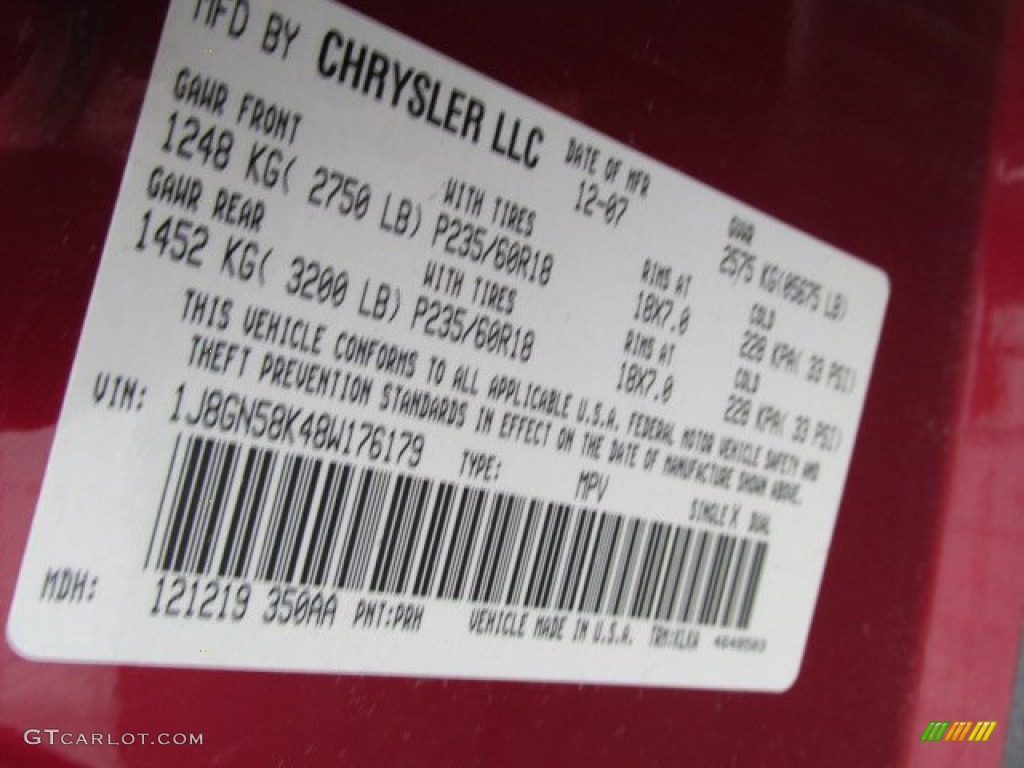 MFD BY CHRYSLER LLC DATE OF MFR 12-07 GVWR 2575 KG(05675 LB)
GAWR FRONT WITH TIRES RIMS AT COLD
1248 KG( 2750 LB) P235/60R18 18X7.0 228 KPA( 33 PSI)
GAWR REAR WITH TIRES RIMS AT COLD
1452 KG( 3200 LB) P235/60R18 18X7.0 228 KPA( 33 PSI)
THIS VEHICLE CONFORMS TO ALL APPLICABLE U.S.A. FEDERAL MOTOR VEHICLE SAFETY AND
THEFT PREVENTION STANDARDS IN EFFECT ON THE DATE OF MANUFACTURE SHOWN ABOVE.
VIN: 1J8GN58K48W176179 TYPE: MPV SINGLE X DUAL
MDH: 121219 350AA PNT:PRH VEHICLE MADE IN U.S.A. TRM:KLEA
GTCARLOT.COM